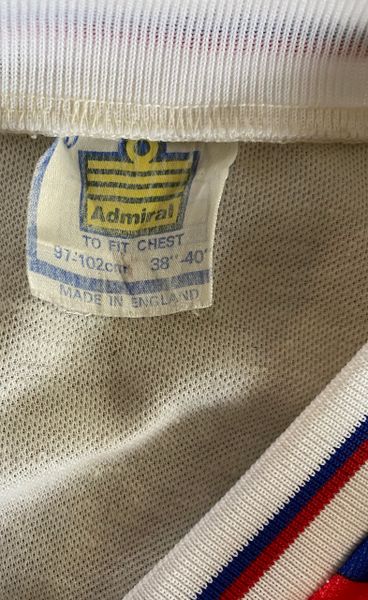 Admiral
TO FIT CHEST
97-102cm 38"-40"
MADE IN ENGLAND